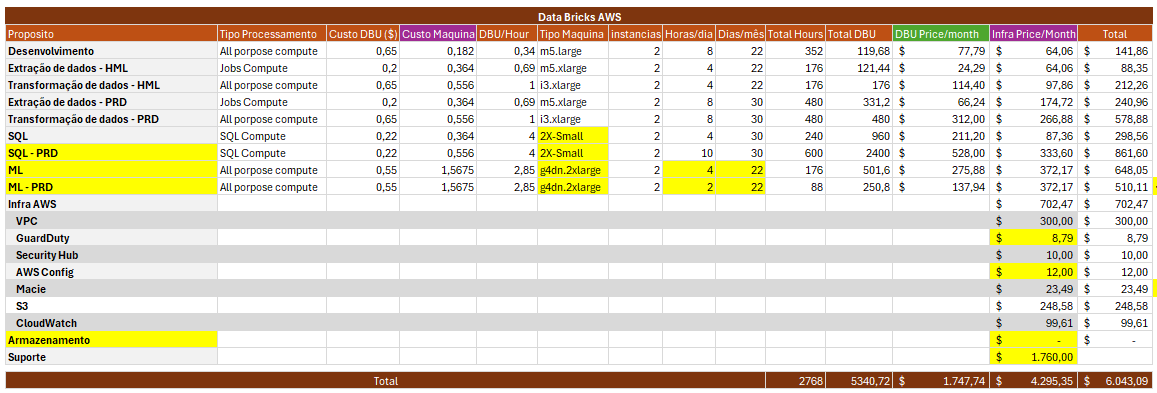 Data Bricks AWS
Proposito Tipo Processamento Custo DBU ($) Custo Maquina DBU/Hour Tipo Maquina instancias Horas/dia Dias/mês Total Hours Total DBU DBU Price/month Infra Price/Month Total
Desenvolvimento All porpose compute 0,65 0,182 0,34 m5.large 2 8 22 352 119,68 $ 77,79 $ 64,06 $ 141,86
Extração de dados - HML Jobs Compute 0,2 0,364 0,69 m5.xlarge 2 4 22 176 121,44 $ 24,29 $ 64,06 $ 88,35
Transformação de dados - HML All porpose compute 0,65 0,556 1 i3.xlarge 2 4 22 176 176 $ 114,40 $ 97,86 $ 212,26
Extração de dados - PRD Jobs Compute 0,2 0,364 0,69 m5.xlarge 2 8 30 480 331,2 $ 66,24 $ 174,72 $ 240,96
Transformação de dados - PRD All porpose compute 0,65 0,556 1 i3.xlarge 2 8 30 480 480 $ 312,00 $ 266,88 $ 578,88
SQL SQL Compute 0,22 0,364 4 2X-Small 2 4 30 240 960 $ 211,20 $ 87,36 $ 298,56
SQL - PRD SQL Compute 0,22 0,556 4 2X-Small 2 10 30 600 2400 $ 528,00 $ 333,60 $ 861,60
ML All porpose compute 0,55 1,5675 2,85 g4dn.2xlarge 2 4 22 176 501,6 $ 275,88 $ 372,17 $ 648,05
ML - PRD All porpose compute 0,55 1,5675 2,85 g4dn.2xlarge 2 2 22 88 250,8 $ 137,94 $ 372,17 $ 510,11
Infra AWS $ 702,47 $ 702,47
VPC $ 300,00 $ 300,00
GuardDuty $ 8,79 $ 8,79
Security Hub $ 10,00 $ 10,00
AWS Config $ 12,00 $ 12,00
Macie $ 23,49 $ 23,49
S3 $ 248,58 $ 248,58
CloudWatch $ 99,61 $ 99,61
Armazenamento $ - $ -
Suporte $ 1.760,00
Total 2768 5340,72 $ 1.747,74 $ 4.295,35 $ 6.043,09